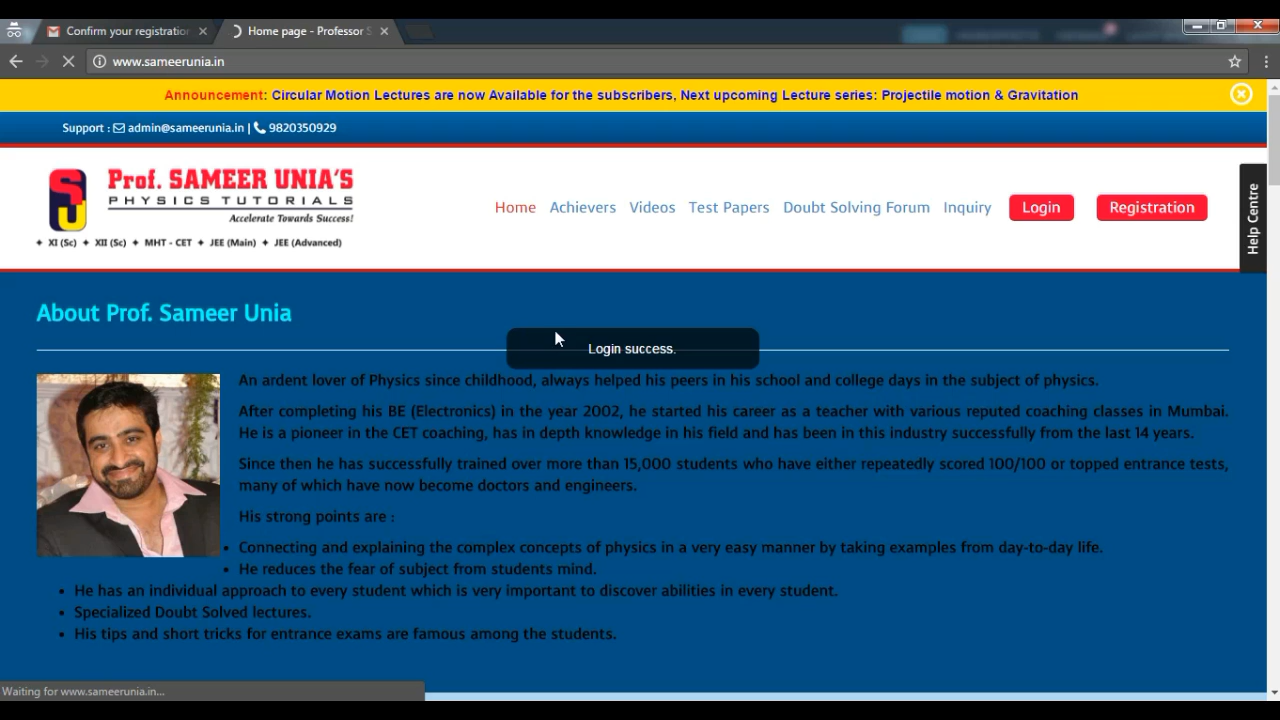 Confirm your registration
Home page - Professor S
www.sameerunia.in
Announcement: Circular Motion Lectures are now Available for the subscribers, Next upcoming Lecture series: Projectile motion & Gravitation
Support : admin@sameerunia.in | 9820350929
Prof. SAMEER UNIA'S
PHYSICS TUTORIALS
Accelerate Towards Success!
XI (Sc) XII (Sc) MHT - CET JEE (Main) JEE (Advanced)
Home Achievers Videos Test Papers Doubt Solving Forum Inquiry Login Registration
Help Centre
About Prof. Sameer Unia
Login success.
An ardent lover of Physics since childhood, always helped his peers in his school and college days in the subject of physics.
After completing his BE (Electronics) in the year 2002, he started his career as a teacher with various reputed coaching classes in Mumbai.
He is a pioneer in the CET coaching, has in depth knowledge in his field and has been in this industry successfully from the last 14 years.
Since then he has successfully trained over more than 15,000 students who have either repeatedly scored 100/100 or topped entrance tests,
many of which have now become doctors and engineers.
His strong points are :
Connecting and explaining the complex concepts of physics in a very easy manner by taking examples from day-to-day life.
He reduces the fear of subject from students mind.
He has an individual approach to every student which is very important to discover abilities in every student.
Specialized Doubt Solved lectures.
His tips and short tricks for entrance exams are famous among the students.
Waiting for www.sameerunia.in...